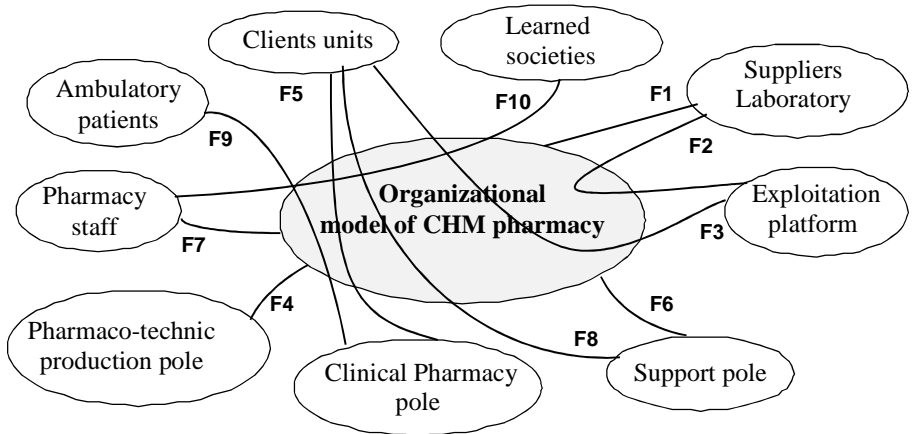 Clients units
Learned
societies
Suppliers
Laboratory
Ambulatory
patients
F5
F10
F1
F9
F2
Organizational
model of CHM pharmacy
Pharmacy
staff
Exploitation
platform
F7
F3
F4
F6
Pharmaco-technic
production pole
F8
Clinical Pharmacy
pole
Support pole